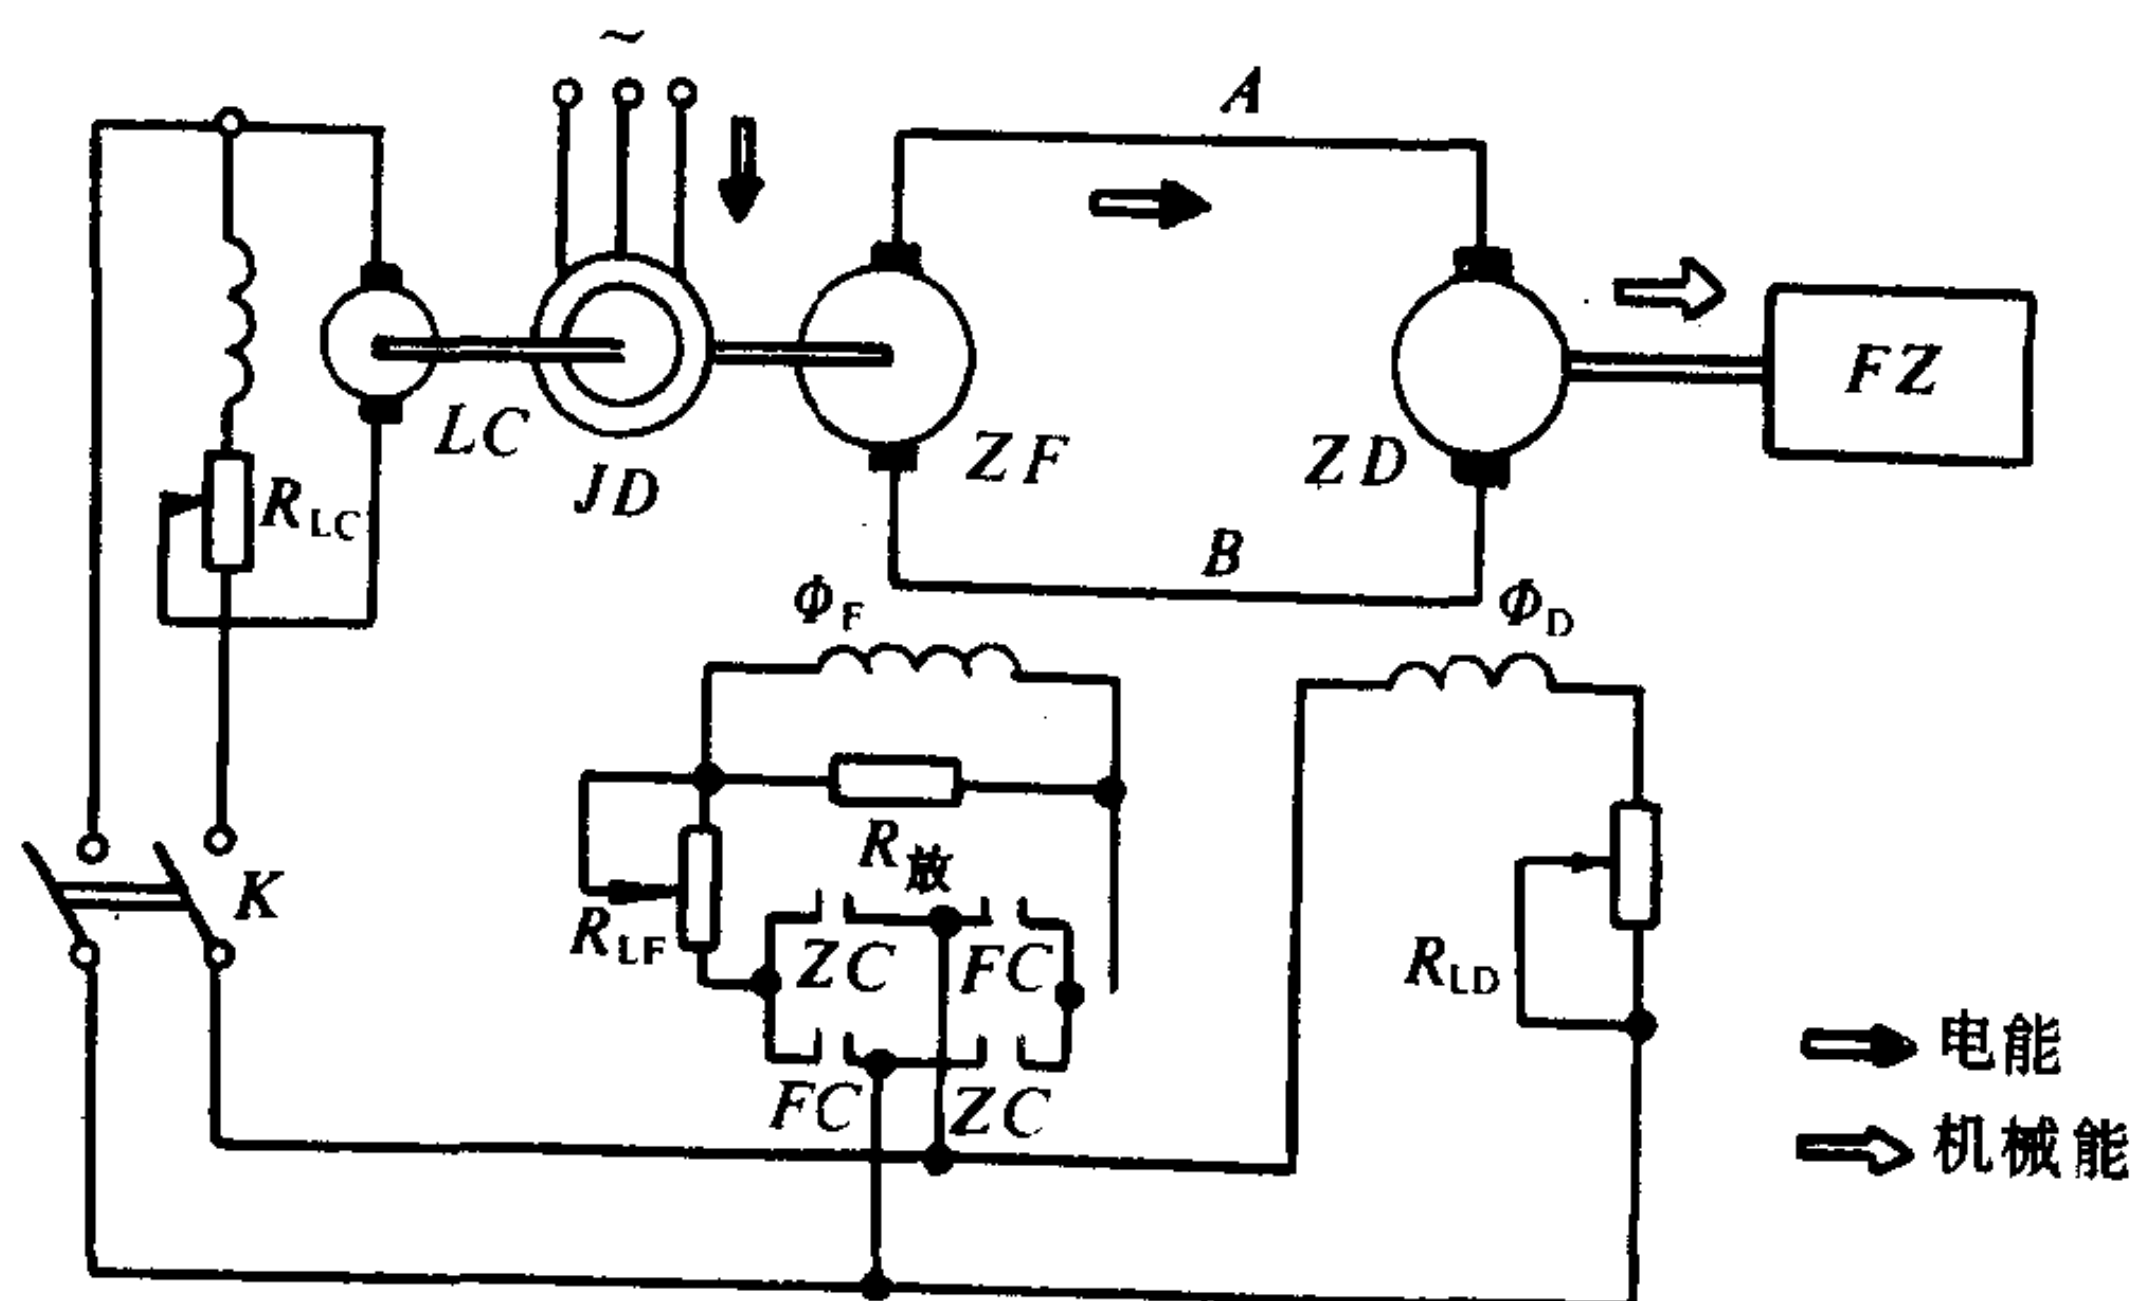 ~
A
LC
JD
ZF
ZD
FZ
R_LC
B
Φ_F
Φ_D
K
R_放
R_LF
ZC
FC
R_LD
FC
ZC
电能
机械能